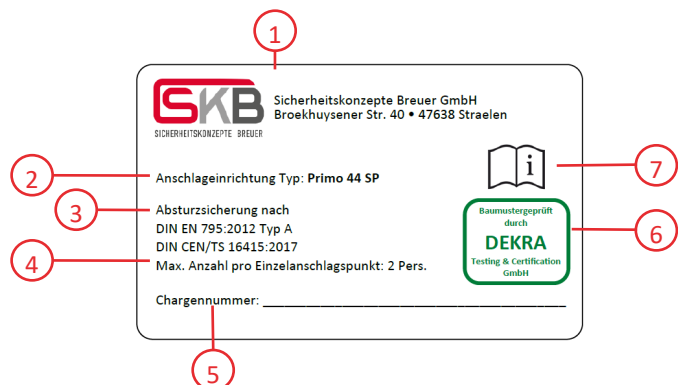 1
SKB
SICHERHEITSKONZEPTE BREUER
Sicherheitskonzepte Breuer GmbH
Broekhuysener Str. 40 • 47638 Straelen
2
Anschlageinrichtung Typ: Primo 44 SP
i
7
3
Absturzsicherung nach
DIN EN 795:2012 Typ A
DIN CEN/TS 16415:2017
4
Max. Anzahl pro Einzelanschlagspunkt: 2 Pers.
Baumustergeprüft
durch
DEKRA
Testing & Certification
GmbH
6
Chargennummer: ________________________________________
5